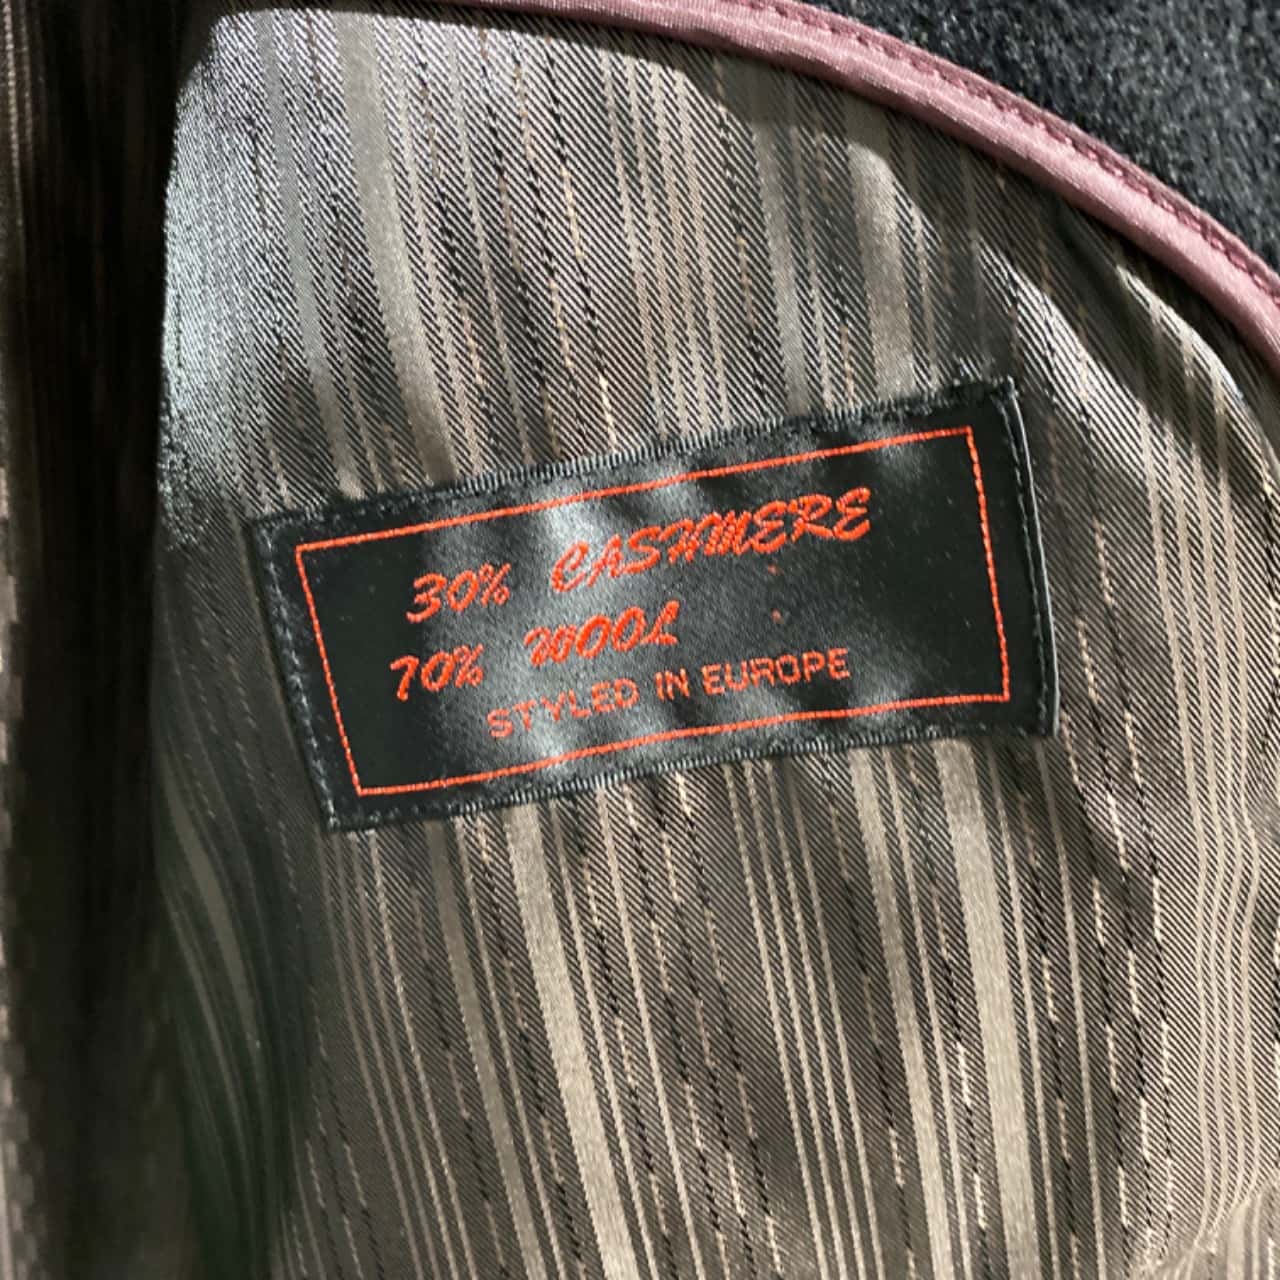 30% CASHMERE
70% WOOL
STYLED IN EUROPE